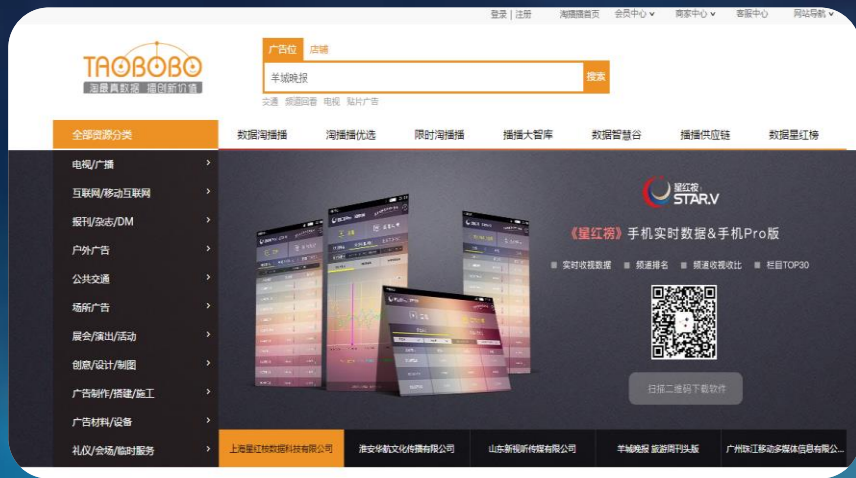 登录 | 注册 淘播播首页 会员中心 商家中心 客服中心 网站导航
TAOBOBO
淘最真数据 播创新价值
广告位 店铺
羊城晚报 搜索
交通 频道回看 电视 贴片广告
全部资源分类 数据淘播播 淘播播优选 限时淘播播 播播大智库 数据智慧谷 播播供应链 数据星红榜
电视/广播
互联网/移动互联网
报刊/杂志/DM
户外广告
公共交通
场所广告
展会/演出/活动
创意/设计/制图
广告制作/搭建/施工
广告材料/设备
礼仪/会场/临时服务
星红桉
STAR.V
《星红榜》手机实时数据&手机Pro版
实时收视数据 频道排名 频道收视收比 栏目TOP30
扫描二维码下载软件
上海星红桉数据科技有限公司 淮安华航文化传播有限公司 山东新视听传媒有限公司 羊城晚报 旅游周刊头版 广州珠江移动多媒体信息有限公...